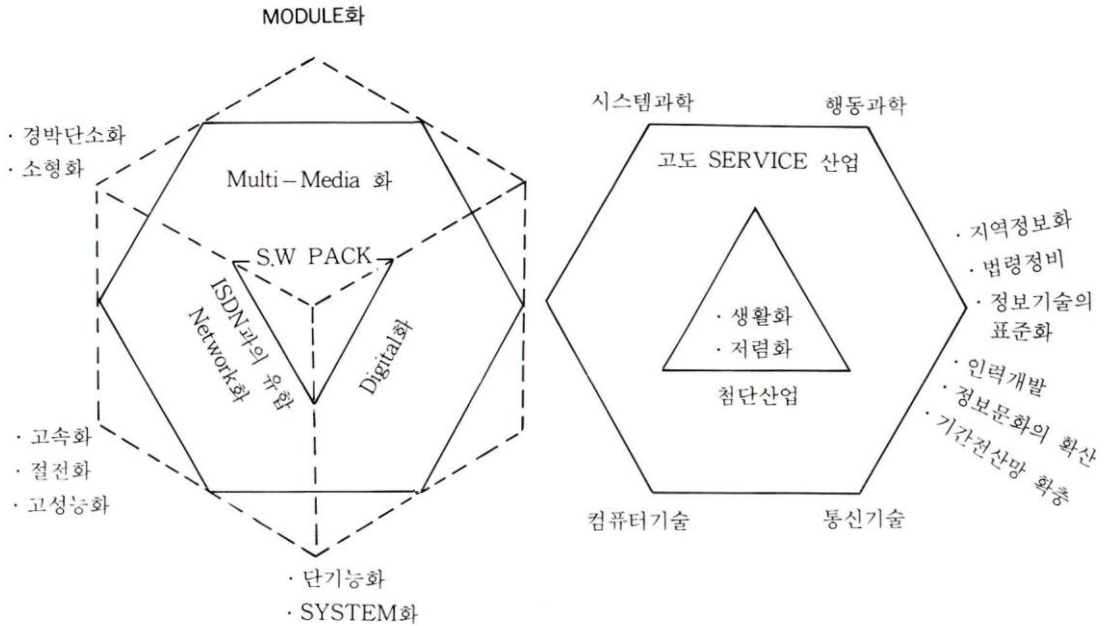 MODULE화
· 경박단소화
· 소형화
Multi-Media 화
S.W PACK
ISDN과의 유합
Network화
Digital화
· 고속화
· 절전화
· 고성능화
· 단기능화
· SYSTEM화
시스템과학
행동과학
고도 SERVICE 산업
· 생활화
· 저렴화
첨단산업
· 지역정보화
· 법령정비
· 정보기술의
표준화
· 인력개발
· 정보문화의 확산
· 기간전산망 확충
컴퓨터기술
통신기술